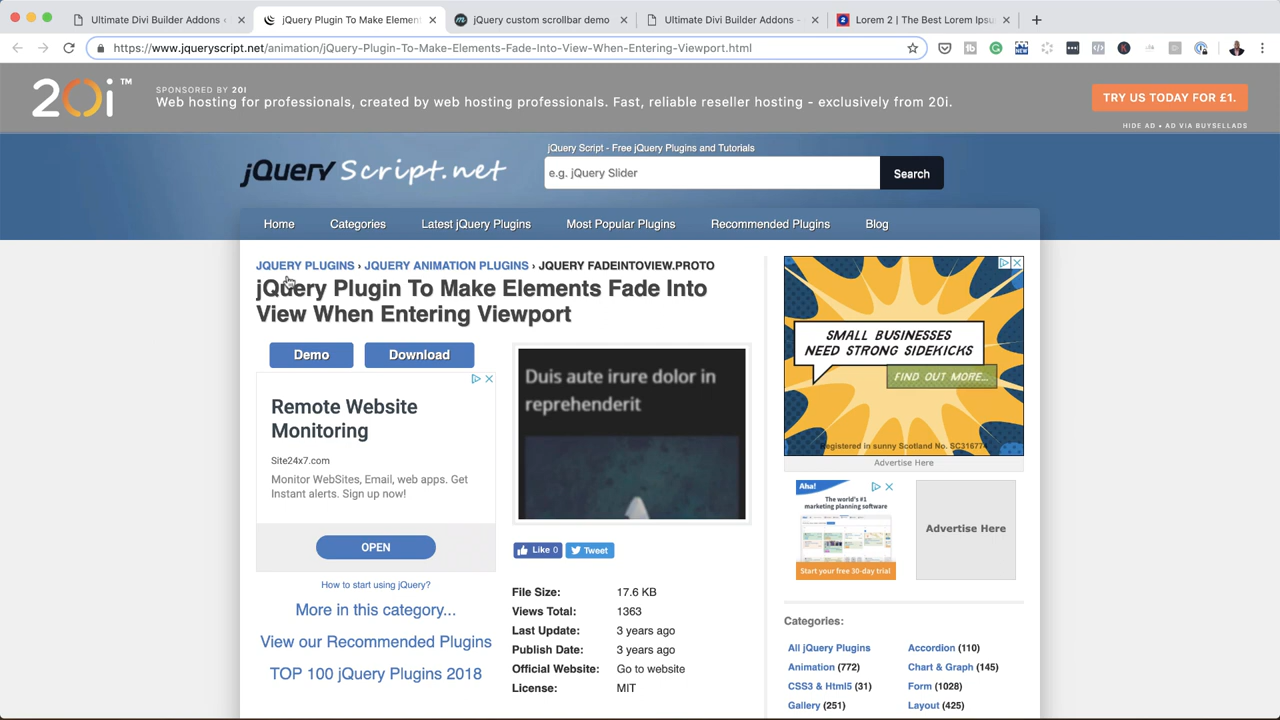 Ultimate Divi Builder Addons -
jQuery Plugin To Make Element
jQuery custom scrollbar demo
Ultimate Divi Builder Addons -
Lorem 2 | The Best Lorem Ipsu
https://www.jqueryscript.net/animation/jQuery-Plugin-To-Make-Elements-Fade-Into-View-When-Entering-Viewport.html
20i™
SPONSORED BY 20I
Web hosting for professionals, created by web hosting professionals. Fast, reliable reseller hosting - exclusively from 20i.
TRY US TODAY FOR £1.
HIDE AD • AD VIA BUYSELLADS
jQuery Script.net
jQuery Script - Free jQuery Plugins and Tutorials
e.g. jQuery Slider
Search
Home
Categories
Latest jQuery Plugins
Most Popular Plugins
Recommended Plugins
Blog
JQUERY PLUGINS › JQUERY ANIMATION PLUGINS › JQUERY FADEINTOVIEW.PROTO
jQuery Plugin To Make Elements Fade Into
View When Entering Viewport
Demo
Download
Remote Website
Monitoring
Site24x7.com
Monitor WebSites, Email, web apps. Get
Instant alerts. Sign up now!
OPEN
How to start using jQuery?
More in this category...
View our Recommended Plugins
TOP 100 jQuery Plugins 2018
Duis aute irure dolor in
reprehenderit
Like 0
Tweet
File Size: 17.6 KB
Views Total: 1363
Last Update: 3 years ago
Publish Date: 3 years ago
Official Website: Go to website
License: MIT
SMALL BUSINESSES
NEED STRONG SIDEKICKS
FIND OUT MORE...
Registered in sunny Scotland No. SC316774
Advertise Here
Aha!
The world's #1
marketing planning software
Start your free 30-day trial
Advertise Here
Categories:
All jQuery Plugins
Accordion (110)
Animation (772)
Chart & Graph (145)
CSS3 & Html5 (31)
Form (1028)
Gallery (251)
Layout (425)